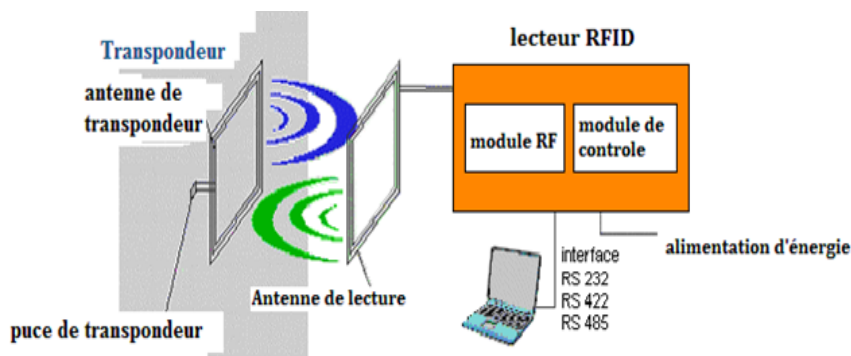 Transpondeur
antenne de
transpondeur
puce de transpondeur
Antenne de lecture
lecteur RFID
module RF
module de
controle
interface
RS 232
RS 422
RS 485
alimentation d'énergie